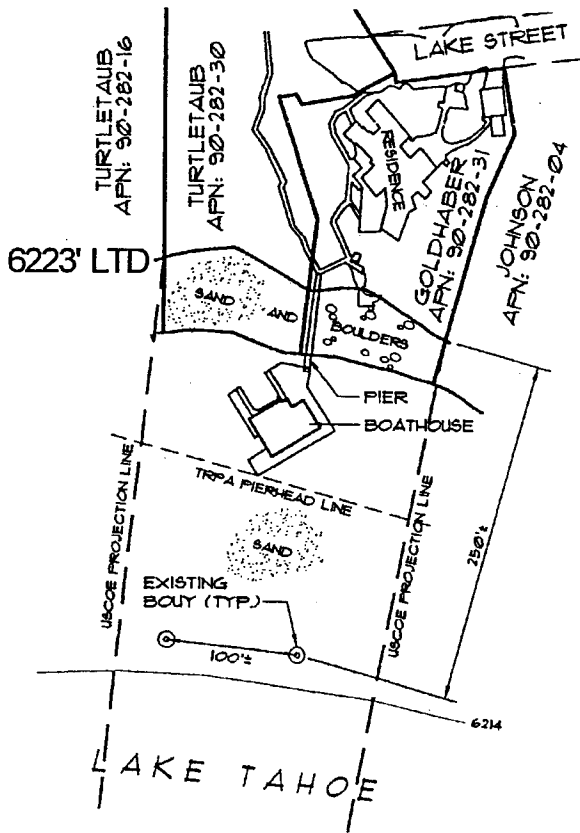 LAKE STREET
TURTLETAUB
APN: 90-282-16
TURTLETAUB
APN: 90-282-30
RESIDENCE
GOLDHABER
APN: 90-282-31
JOHNSON
APN: 90-282-04
6223' LTD
SAND
AND
BOULDERS
PIER
BOATHOUSE
TRPA PIERHEAD LINE
USCOE PROJECTION LINE
USCOE PROJECTION LINE
250'±
SAND
EXISTING
BOUY (TYP.)
100'±
6214
LAKE TAHOE